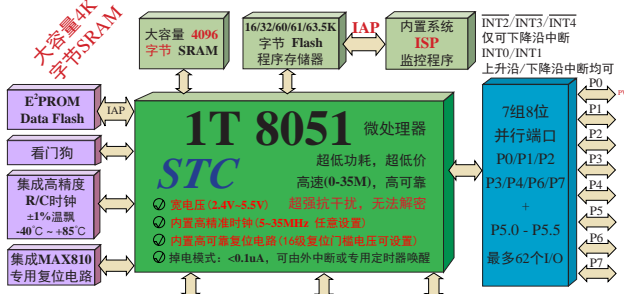 大容量4K
字节SRAM
大容量 4096
字节 SRAM
16/32/60/61/63.5K
字节 Flash
程序存储器
IAP
内置系统
ISP
监控程序
INT2/INT3/INT4
仅可下降沿中断
INT0/INT1
上升沿/下降沿中断均可
E²PROM
Data Flash
IAP
看门狗
集成高精度
R/C时钟
±1%温飘
-40℃ ~ +85℃
集成MAX810
专用复位电路
1T 8051 微处理器
STC
超低功耗，超低价
高速(0-35M)，高可靠
宽电压(2.4V~5.5V) 超强抗干扰，无法解密
内置高精准时钟(5~35MHz 任意设置)
内置高可靠复位电路(16级复位门槛电压可设置)
掉电模式：<0.1uA，可由外中断或专用定时器唤醒
7组8位
并行端口
P0/P1/P2
P3/P4/P6/P7
+
P5.0 - P5.5
最多62个I/O
P0
P1
P2
P3
P4
P5
P6
P7